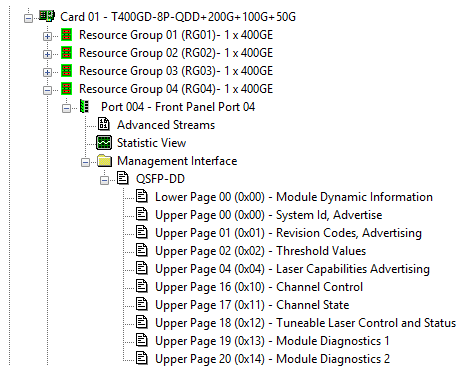 Card 01 - T400GD-8P-QDD+200G+100G+50G
Resource Group 01 (RG01)- 1 x 400GE
Resource Group 02 (RG02)- 1 x 400GE
Resource Group 03 (RG03)- 1 x 400GE
Resource Group 04 (RG04)- 1 x 400GE
Port 004 - Front Panel Port 04
Advanced Streams
Statistic View
Management Interface
QSFP-DD
Lower Page 00 (0x00) - Module Dynamic Information
Upper Page 00 (0x00) - System Id, Advertise
Upper Page 01 (0x01) - Revision Codes, Advertising
Upper Page 02 (0x02) - Threshold Values
Upper Page 04 (0x04) - Laser Capabilities Advertising
Upper Page 16 (0x10) - Channel Control
Upper Page 17 (0x11) - Channel State
Upper Page 18 (0x12) - Tuneable Laser Control and Status
Upper Page 19 (0x13) - Module Diagnostics 1
Upper Page 20 (0x14) - Module Diagnostics 2